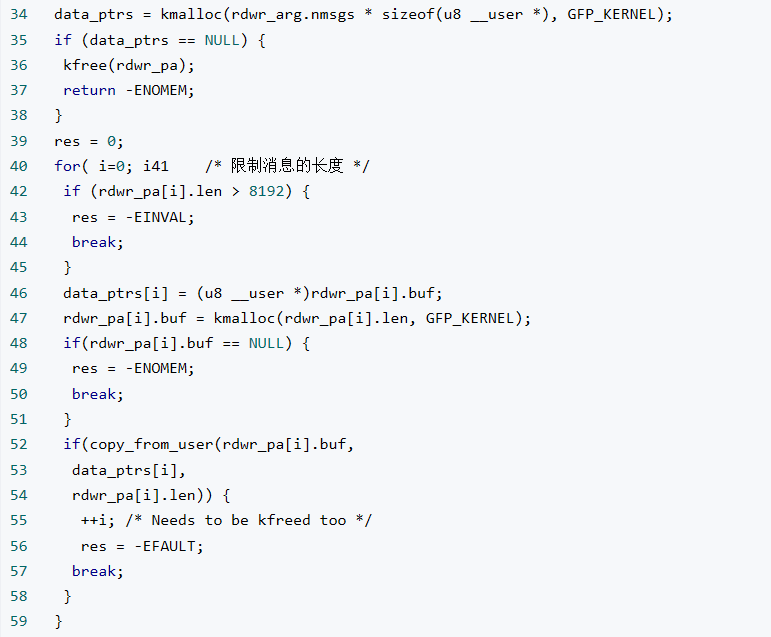 34 data_ptrs = kmalloc(rdwr_arg.nmsgs * sizeof(u8 __user *), GFP_KERNEL);
35 if (data_ptrs == NULL) {
36  kfree(rdwr_pa);
37  return -ENOMEM;
38 }
39 res = 0;
40 for( i=0; i41    /* 限制消息的长度 */
42  if (rdwr_pa[i].len > 8192) {
43   res = -EINVAL;
44   break;
45  }
46  data_ptrs[i] = (u8 __user *)rdwr_pa[i].buf;
47  rdwr_pa[i].buf = kmalloc(rdwr_pa[i].len, GFP_KERNEL);
48  if(rdwr_pa[i].buf == NULL) {
49   res = -ENOMEM;
50   break;
51  }
52  if(copy_from_user(rdwr_pa[i].buf,
53   data_ptrs[i],
54   rdwr_pa[i].len)) {
55    ++i; /* Needs to be kfreed too */
56    res = -EFAULT;
57   break;
58  }
59 }